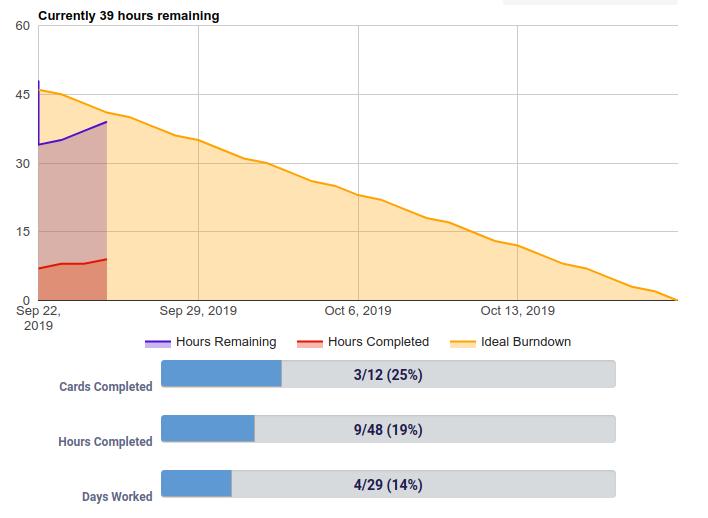 Currently 39 hours remaining
60
45
30
15
0
Sep 22, 2019
Sep 29, 2019
Oct 6, 2019
Oct 13, 2019
Hours Remaining
Hours Completed
Ideal Burndown
Cards Completed
3/12 (25%)
Hours Completed
9/48 (19%)
Days Worked
4/29 (14%)